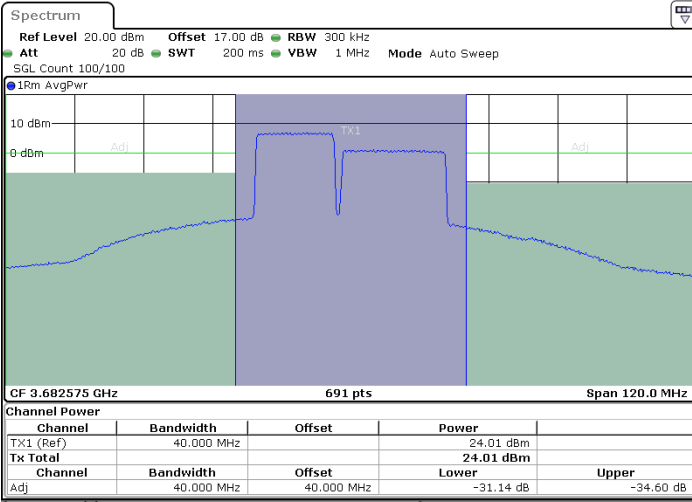 Spectrum
Ref Level 20.00 dBm Offset 17.00 dB RBW 300 kHz
Att 20 dB SWT 200 ms VBW 1 MHz Mode Auto Sweep
SGL Count 100/100
1Rm AvgPwr
10 dBm
TX1
0 dBm
Adj Adj
CF 3.682575 GHz 691 pts Span 120.0 MHz
Channel Power
Channel Bandwidth Offset Power
TX1 (Ref) 40.000 MHz 24.01 dBm
Tx Total 24.01 dBm
Channel Bandwidth Offset Lower Upper
Adj 40.000 MHz 40.000 MHz -31.14 dB -34.60 dB